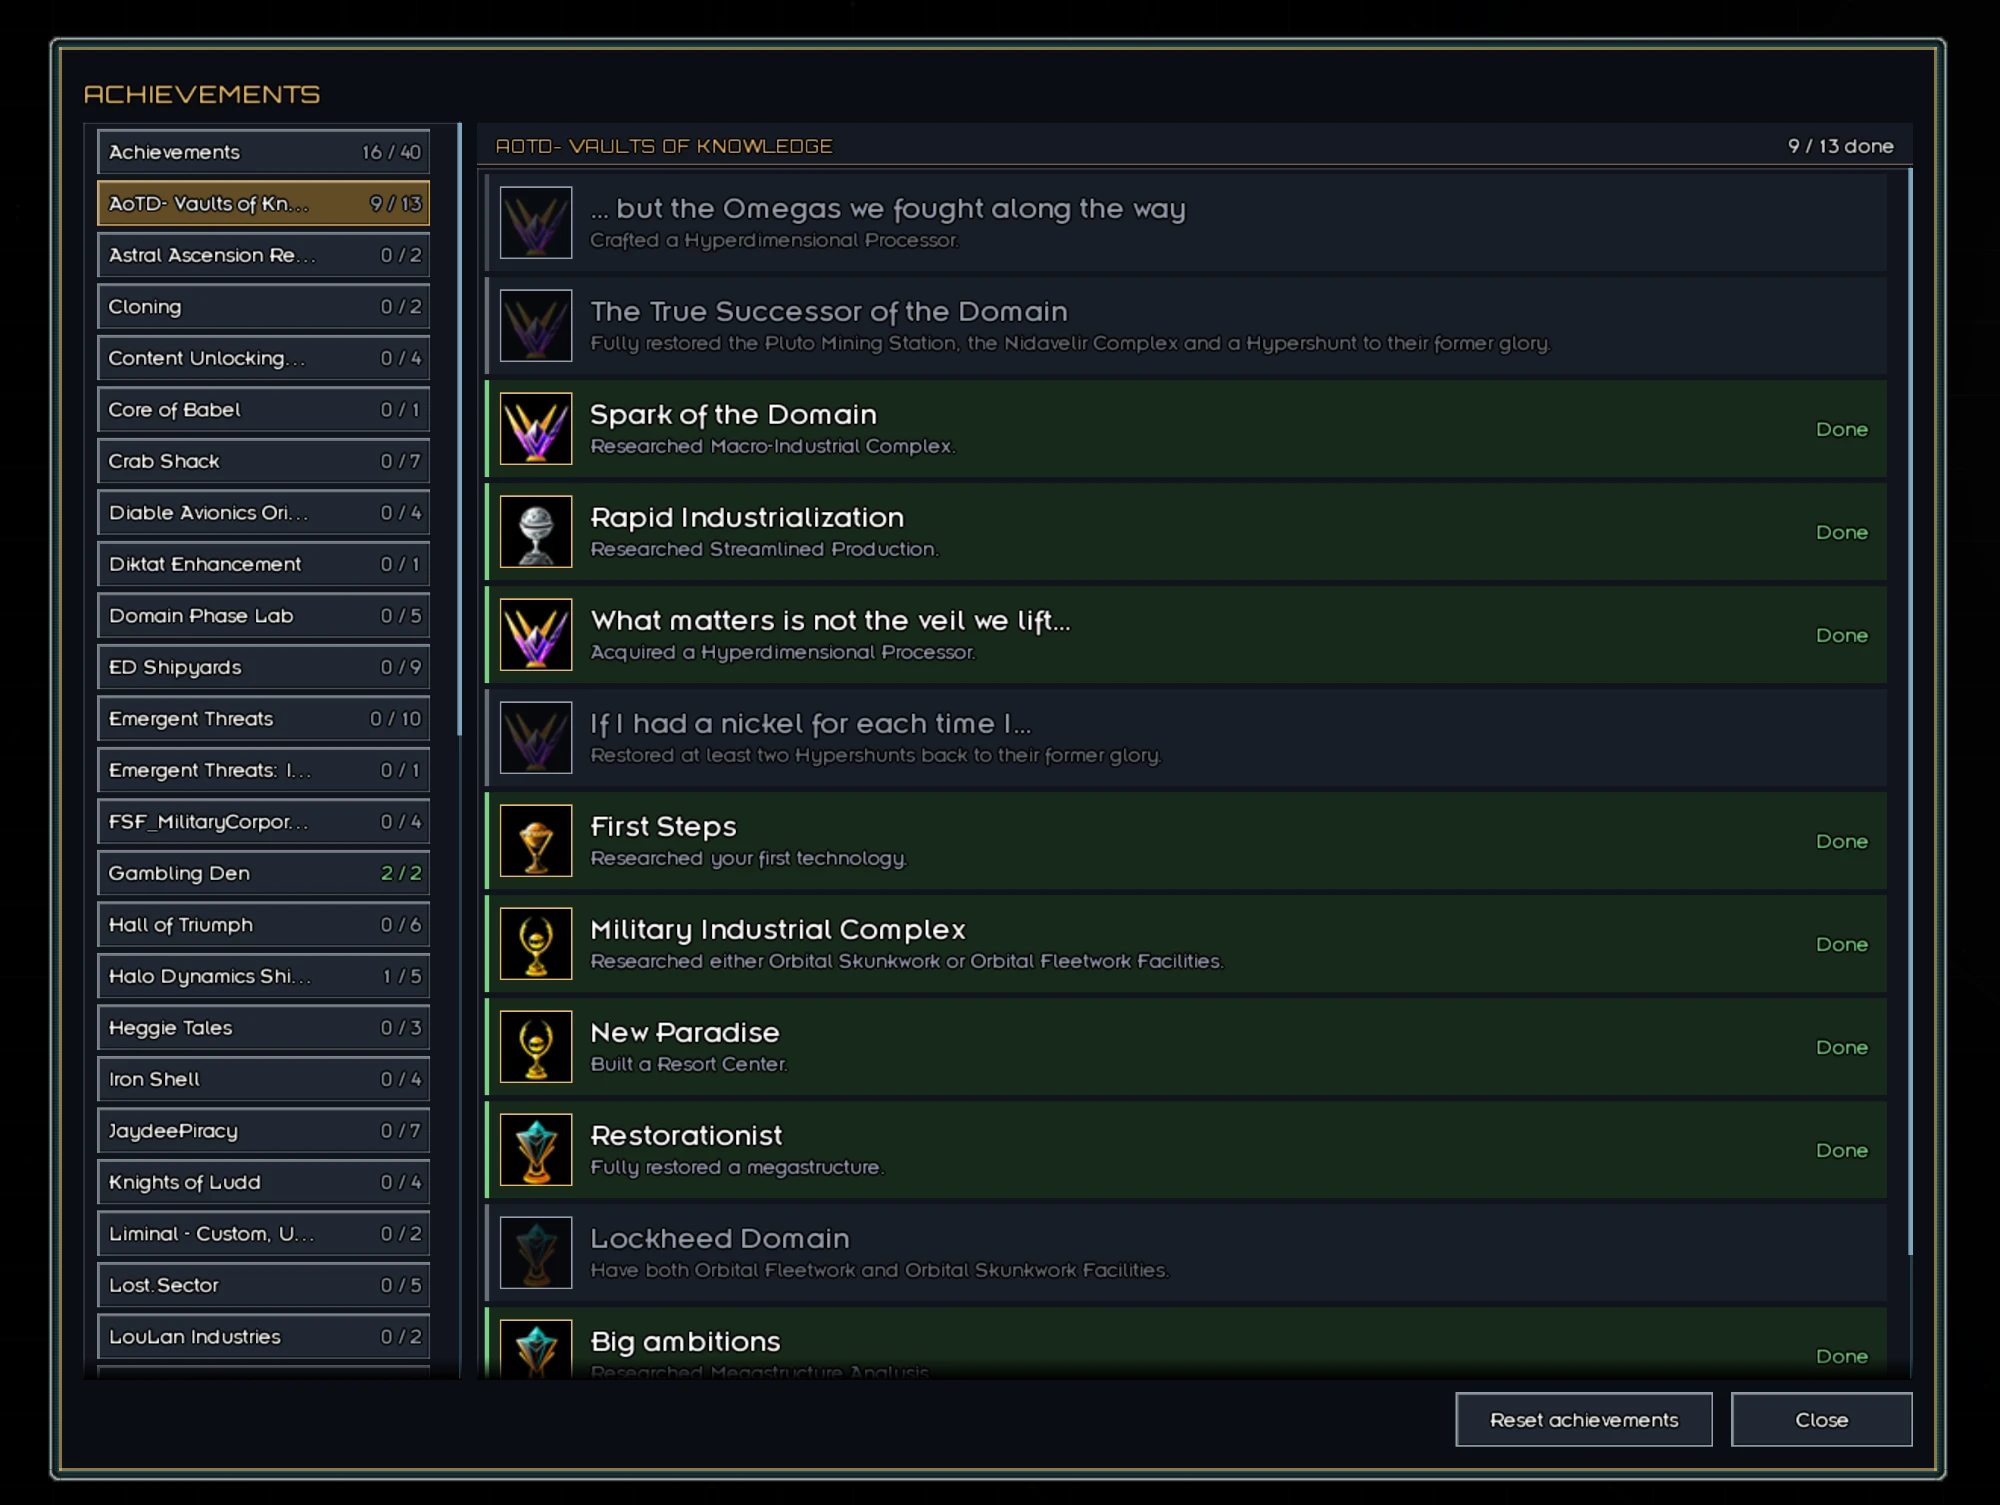 ACHIEVEMENTS
Achievements 16 / 40
AoTD- Vaults of Kn... 9 / 13
Astral Ascension Re... 0 / 2
Cloning 0 / 2
Content Unlocking... 0 / 4
Core of Babel 0 / 1
Crab Shack 0 / 7
Diable Avionics Ori... 0 / 4
Diktat Enhancement 0 / 1
Domain Phase Lab 0 / 5
ED Shipyards 0 / 9
Emergent Threats 0 / 10
Emergent Threats: I... 0 / 1
FSF_MilitaryCorpor... 0 / 4
Gambling Den 2 / 2
Hall of Triumph 0 / 6
Halo Dynamics Shi... 1 / 5
Heggie Tales 0 / 3
Iron Shell 0 / 4
JaydeePiracy 0 / 7
Knights of Ludd 0 / 4
Liminal - Custom, U... 0 / 2
Lost.Sector 0 / 5
LouLan Industries 0 / 2
AOTD- VAULTS OF KNOWLEDGE 9 / 13 done
... but the Omegas we fought along the way
Crafted a Hyperdimensional Processor.
The True Successor of the Domain
Fully restored the Pluto Mining Station, the Nidavelir Complex and a Hypershunt to their former glory.
Spark of the Domain
Researched Macro-Industrial Complex.
Done
Rapid Industrialization
Researched Streamlined Production.
Done
What matters is not the veil we lift...
Acquired a Hyperdimensional Processor.
Done
If I had a nickel for each time I...
Restored at least two Hypershunts back to their former glory.
First Steps
Researched your first technology.
Done
Military Industrial Complex
Researched either Orbital Skunkwork or Orbital Fleetwork Facilities.
Done
New Paradise
Built a Resort Center.
Done
Restorationist
Fully restored a megastructure.
Done
Lockheed Domain
Have both Orbital Fleetwork and Orbital Skunkwork Facilities.
Big ambitions
Researched Megastructure Analysis
Done
Reset achievements
Close